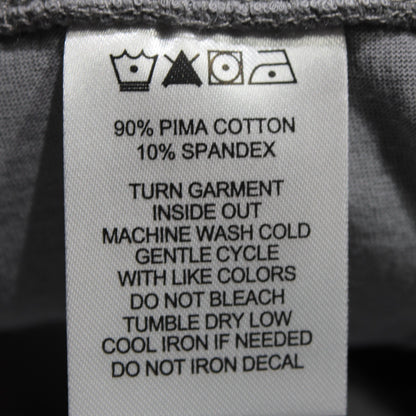 90% PIMA COTTON
10% SPANDEX
TURN GARMENT
INSIDE OUT
MACHINE WASH COLD
GENTLE CYCLE
WITH LIKE COLORS
DO NOT BLEACH
TUMBLE DRY LOW
COOL IRON IF NEEDED
DO NOT IRON DECAL